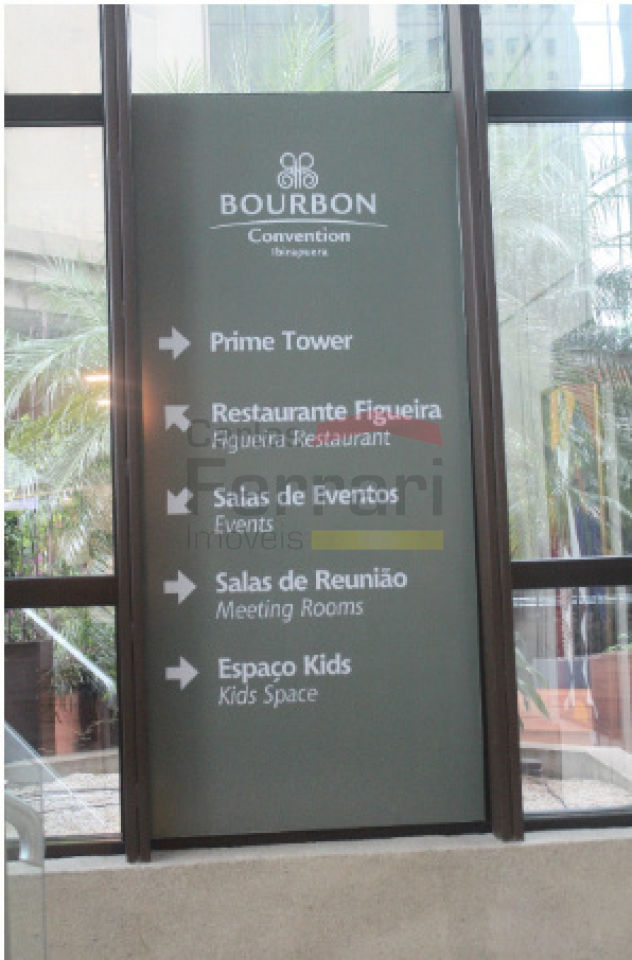 BOURBON
Convention
Ibirapuera
Prime Tower
Restaurante Figueira
Figueira Restaurant
Salas de Eventos
Events
Salas de Reunião
Meeting Rooms
Espaço Kids
Kids Space
Carlos
Ferrari
Imóveis